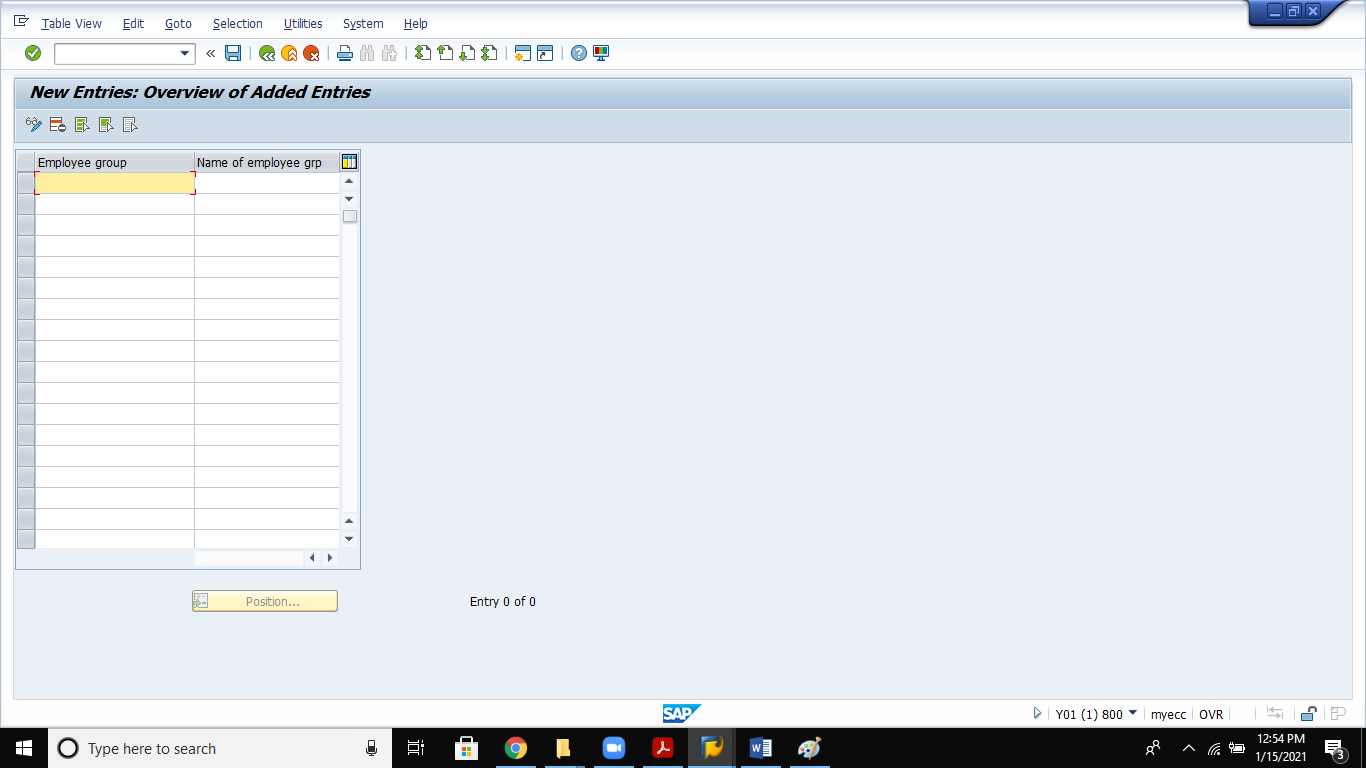 Table View Edit Goto Selection Utilities System Help
New Entries: Overview of Added Entries
Employee group Name of employee grp
Position... Entry 0 of 0
SAP Y01 (1) 800 myecc OVR
Type here to search 12:54 PM
1/15/2021 3